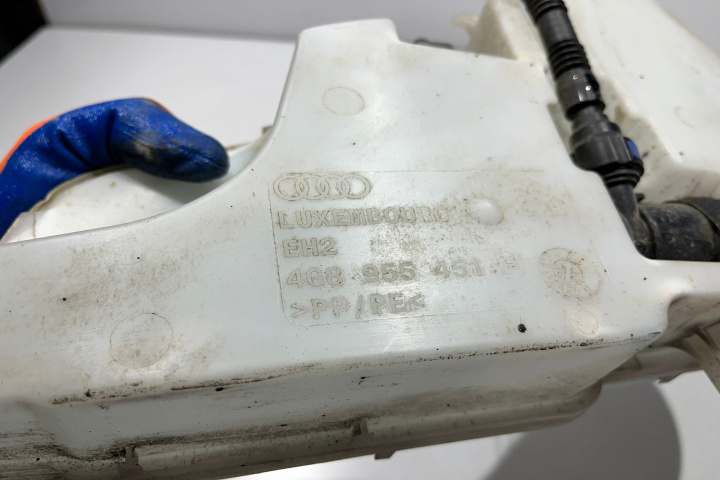 LUXEMBOURG
EH2
4G8 955 451
>PP/PE<